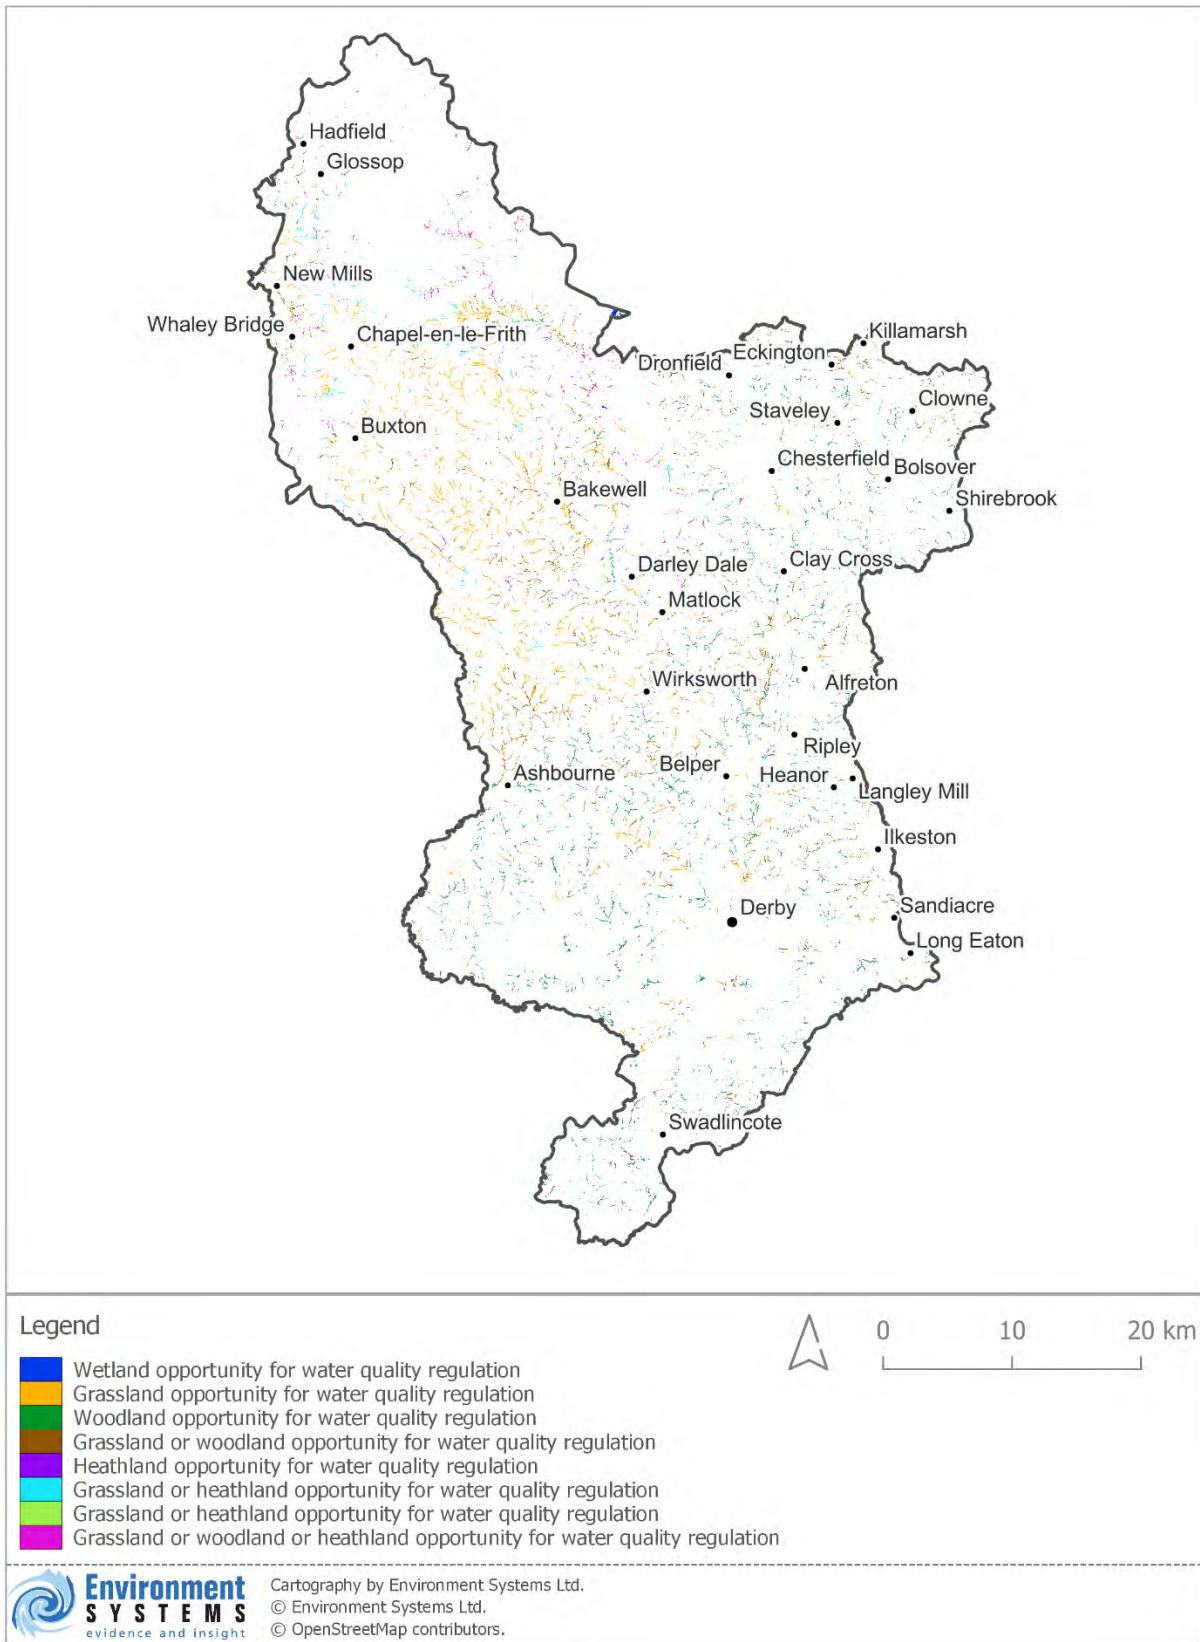 Hadfield
Glossop
New Mills
Whaley Bridge
Chapel-en-le-Frith
Killamarsh
Eckington
Dronfield
Clowne
Staveley
Buxton
Chesterfield
Bolsover
Bakewell
Shirebrook
Darley Dale
Clay Cross
Matlock
Wirksworth
Alfreton
Ripley
Belper
Heanor
Ashbourne
Langley Mill
Ilkeston
Derby
Sandiacre
Long Eaton
Swadlincote
Legend
0 10 20 km
Wetland opportunity for water quality regulation
Grassland opportunity for water quality regulation
Woodland opportunity for water quality regulation
Grassland or woodland opportunity for water quality regulation
Heathland opportunity for water quality regulation
Grassland or heathland opportunity for water quality regulation
Grassland or heathland opportunity for water quality regulation
Grassland or woodland or heathland opportunity for water quality regulation
Environment
SYSTEMS
evidence and insight
Cartography by Environment Systems Ltd.
© Environment Systems Ltd.
© OpenStreetMap contributors.